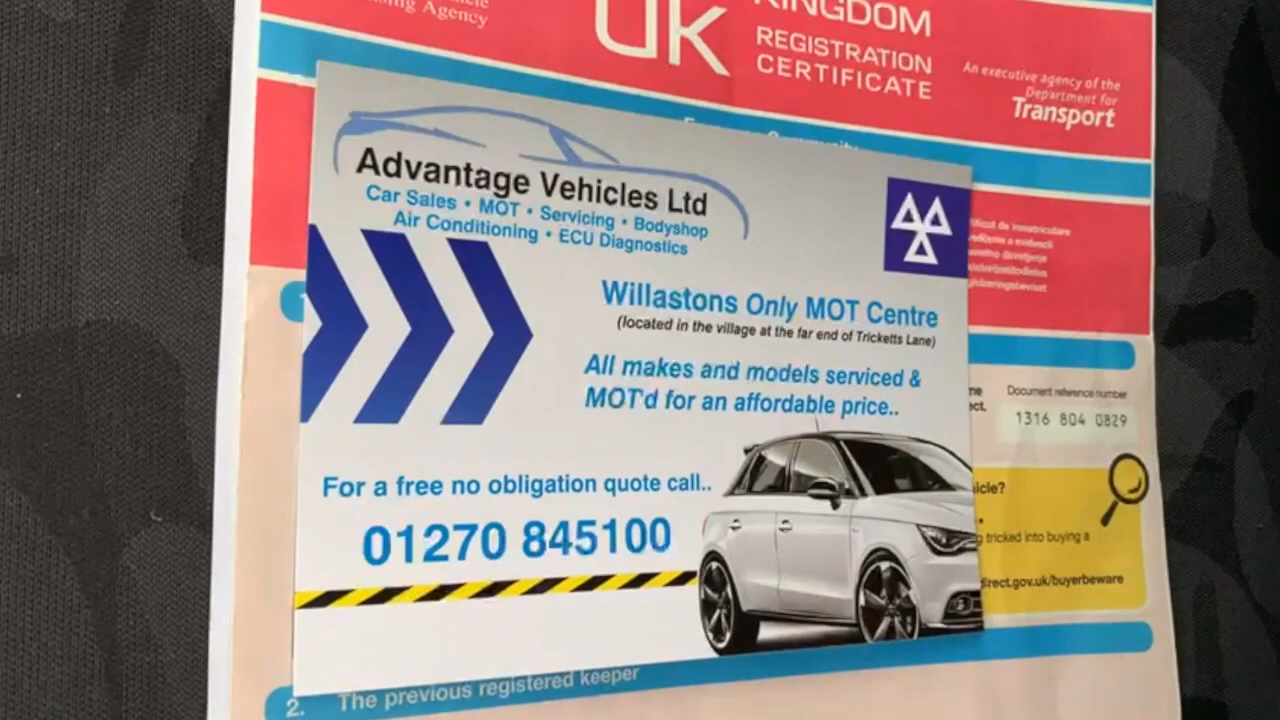 Agency
UK
KINGDOM
REGISTRATION
CERTIFICATE
An executive agency of the
Department for
Transport
Advantage Vehicles Ltd
Car Sales • MOT • Servicing • Bodyshop
Air Conditioning • ECU Diagnostics
Willastons Only MOT Centre
(located in the village at the far end of Tricketts Lane)
All makes and models serviced &
MOT'd for an affordable price..
Document reference number
1316 804 0829
For a free no obligation quote call..
01270 845100
tricked into buying a
direct.gov.uk/buyerbeware
2. The previous registered keeper